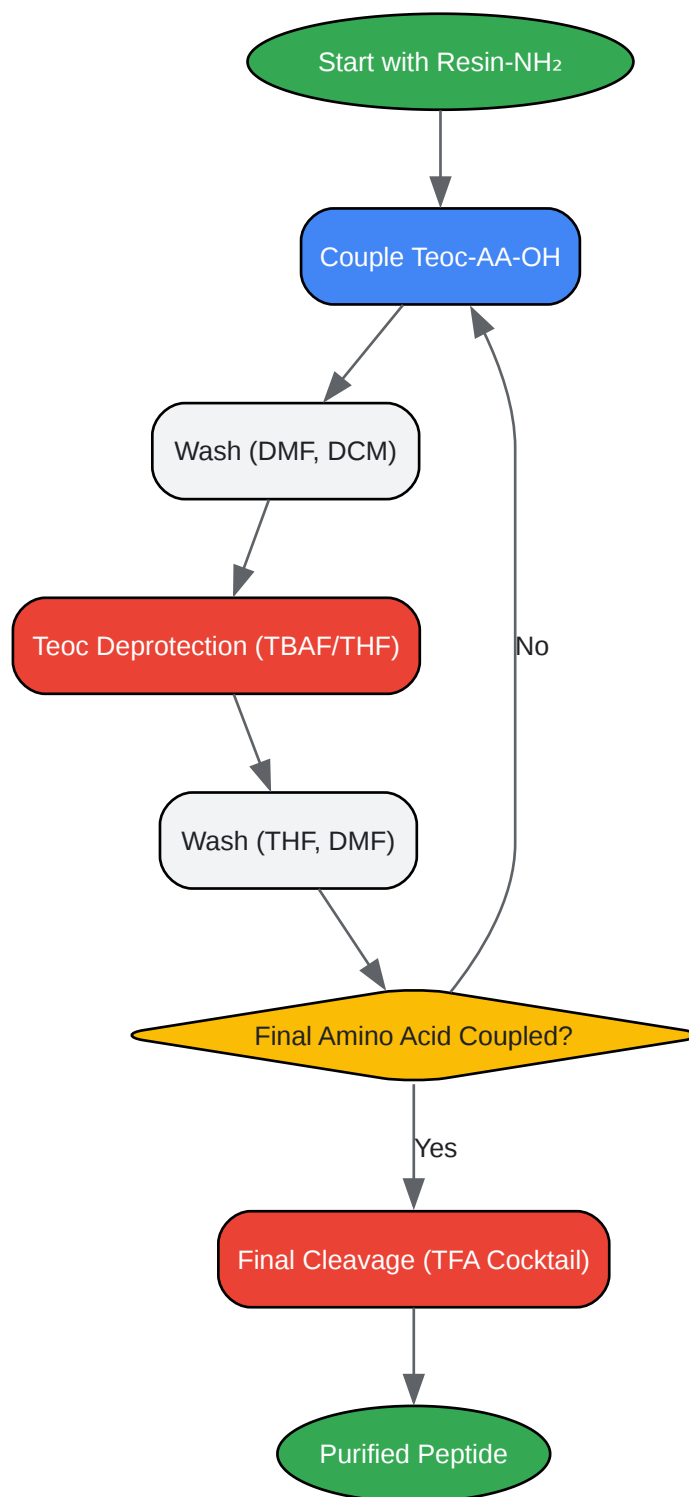 Start with Resin-NH₂
Couple Teoc-AA-OH
Wash (DMF, DCM)
Teoc Deprotection (TBAF/THF)
No
Wash (THF, DMF)
Final Amino Acid Coupled?
Yes
Final Cleavage (TFA Cocktail)
Purified Peptide